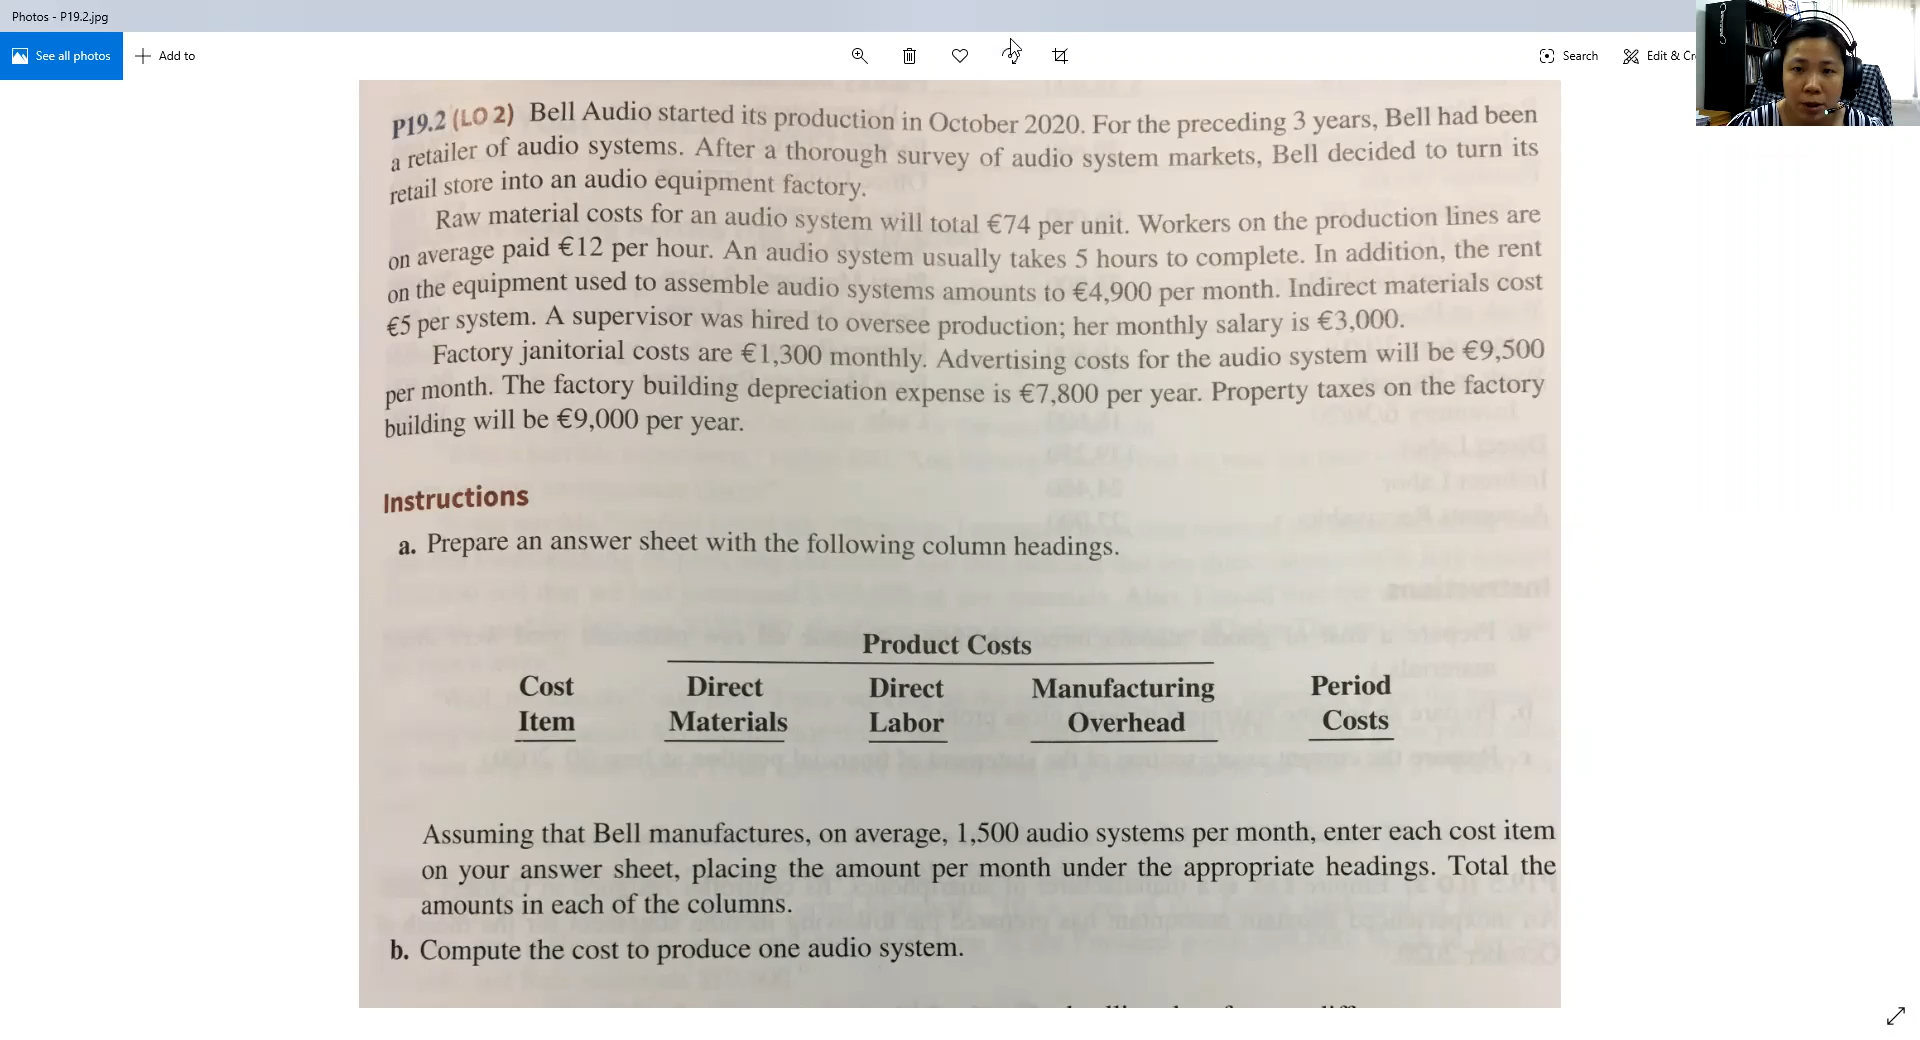 Photos - P19.2.jpg
See all photos
Add to
Search
Edit & Cr
P19.2 (LO 2) Bell Audio started its production in October 2020. For the preceding 3 years, Bell had been
a retailer of audio systems. After a thorough survey of audio system markets, Bell decided to turn its
retail store into an audio equipment factory.
Raw material costs for an audio system will total €74 per unit. Workers on the production lines are
on average paid €12 per hour. An audio system usually takes 5 hours to complete. In addition, the rent
on the equipment used to assemble audio systems amounts to €4,900 per month. Indirect materials cost
€5 per system. A supervisor was hired to oversee production; her monthly salary is €3,000.
Factory janitorial costs are €1,300 monthly. Advertising costs for the audio system will be €9,500
per month. The factory building depreciation expense is €7,800 per year. Property taxes on the factory
building will be €9,000 per year.
Instructions
a. Prepare an answer sheet with the following column headings.
Product Costs
Cost Direct Direct Manufacturing Period
Item Materials Labor Overhead Costs
Assuming that Bell manufactures, on average, 1,500 audio systems per month, enter each cost item
on your answer sheet, placing the amount per month under the appropriate headings. Total the
amounts in each of the columns.
b. Compute the cost to produce one audio system.